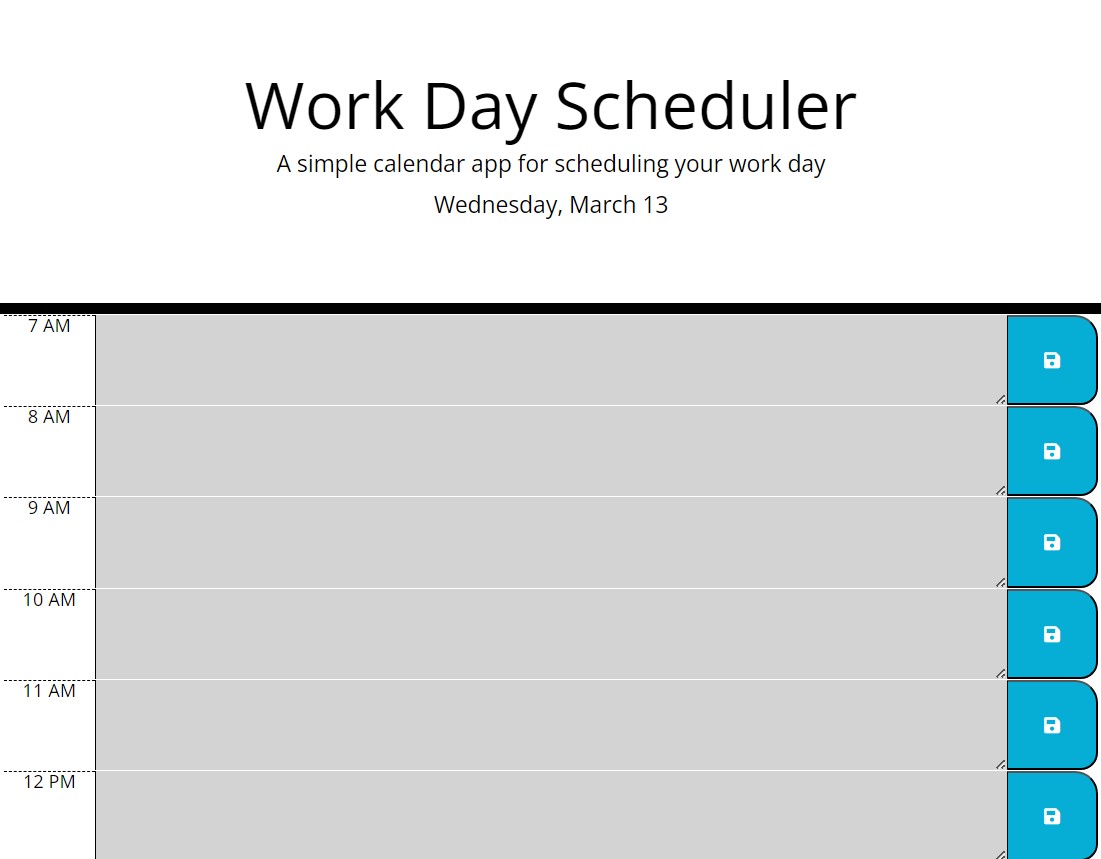 Work Day Scheduler
A simple calendar app for scheduling your work day
Wednesday, March 13
7 AM
8 AM
9 AM
10 AM
11 AM
12 PM